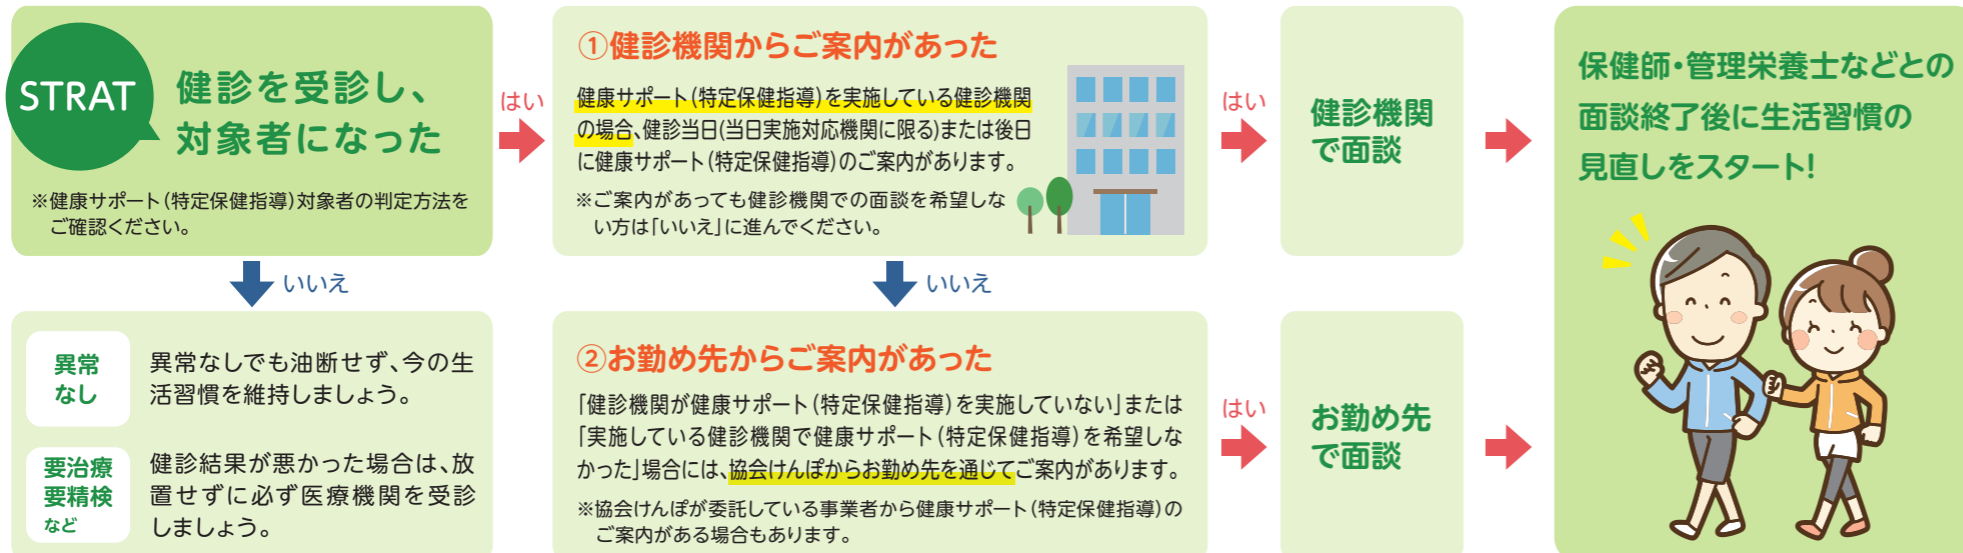 STRAT
健診を受診し、
対象者になった
※健康サポート(特定保健指導)対象者の判定方法を
ご確認ください。
はい
①健診機関からご案内があった
健康サポート(特定保健指導)を実施している健診機関
の場合、健診当日(当日実施対応機関に限る)または後日
に健康サポート(特定保健指導)のご案内があります。
※ご案内があっても健診機関での面談を希望しな
い方は「いいえ」に進んでください。
はい
健診機関
で面談
保健師・管理栄養士などとの
面談終了後に生活習慣の
見直しをスタート!
いいえ
いいえ
異常
なし
異常なしでも油断せず、今の生
活習慣を維持しましょう。
要治療
要精検
など
健診結果が悪かった場合は、放
置せずに必ず医療機関を受診
しましょう。
②お勤め先からご案内があった
「健診機関が健康サポート(特定保健指導)を実施していない」または
「実施している健診機関で健康サポート(特定保健指導)を希望しな
かった」場合には、協会けんぽからお勤め先を通じてご案内があります。
※協会けんぽが委託している事業者から健康サポート(特定保健指導)の
ご案内がある場合もあります。
はい
お勤め先
で面談